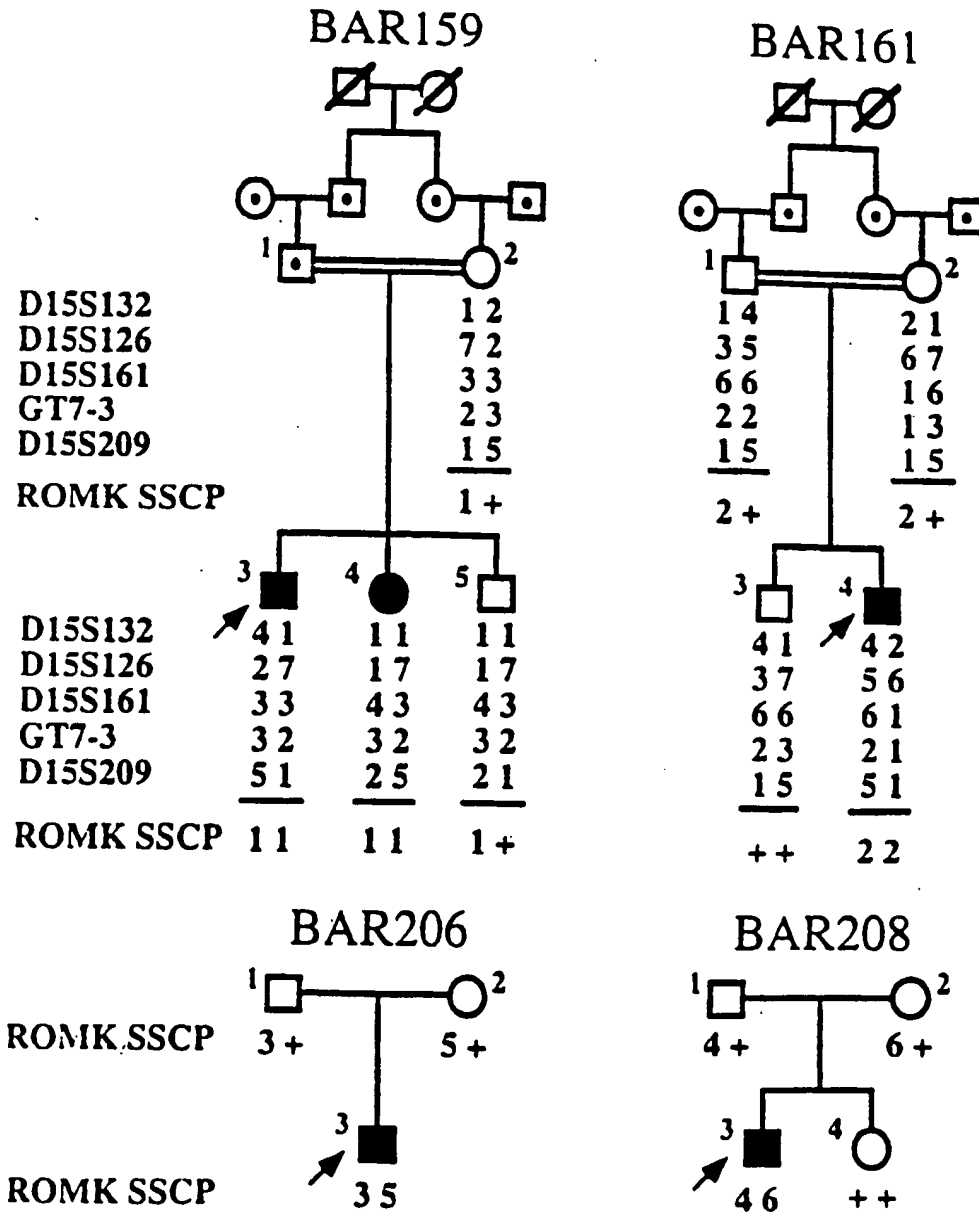 BAR159 BAR161
1 2 1 2
D15S132 1 2 1 4 2 1
D15S126 7 2 3 5 6 7
D15S161 3 3 6 6 1 6
GT7-3 2 3 2 2 1 3
D15S209 1 5 1 5 1 5
ROMK SSCP 1 + 2 + 2 +
3 4 5 3 4
D15S132 4 1 1 1 1 1 4 1 4 2
D15S126 2 7 1 7 1 7 3 7 5 6
D15S161 3 3 4 3 4 3 6 6 6 1
GT7-3 3 2 3 2 3 2 2 3 2 1
D15S209 5 1 2 5 2 1 1 5 5 1
ROMK SSCP 1 1 1 1 1 + + + 2 2
BAR206 BAR208
1 2 1 2
ROMK SSCP 3 + 5 + 4 + 6 +
3 3 4
ROMK SSCP 3 5 4 6 + +